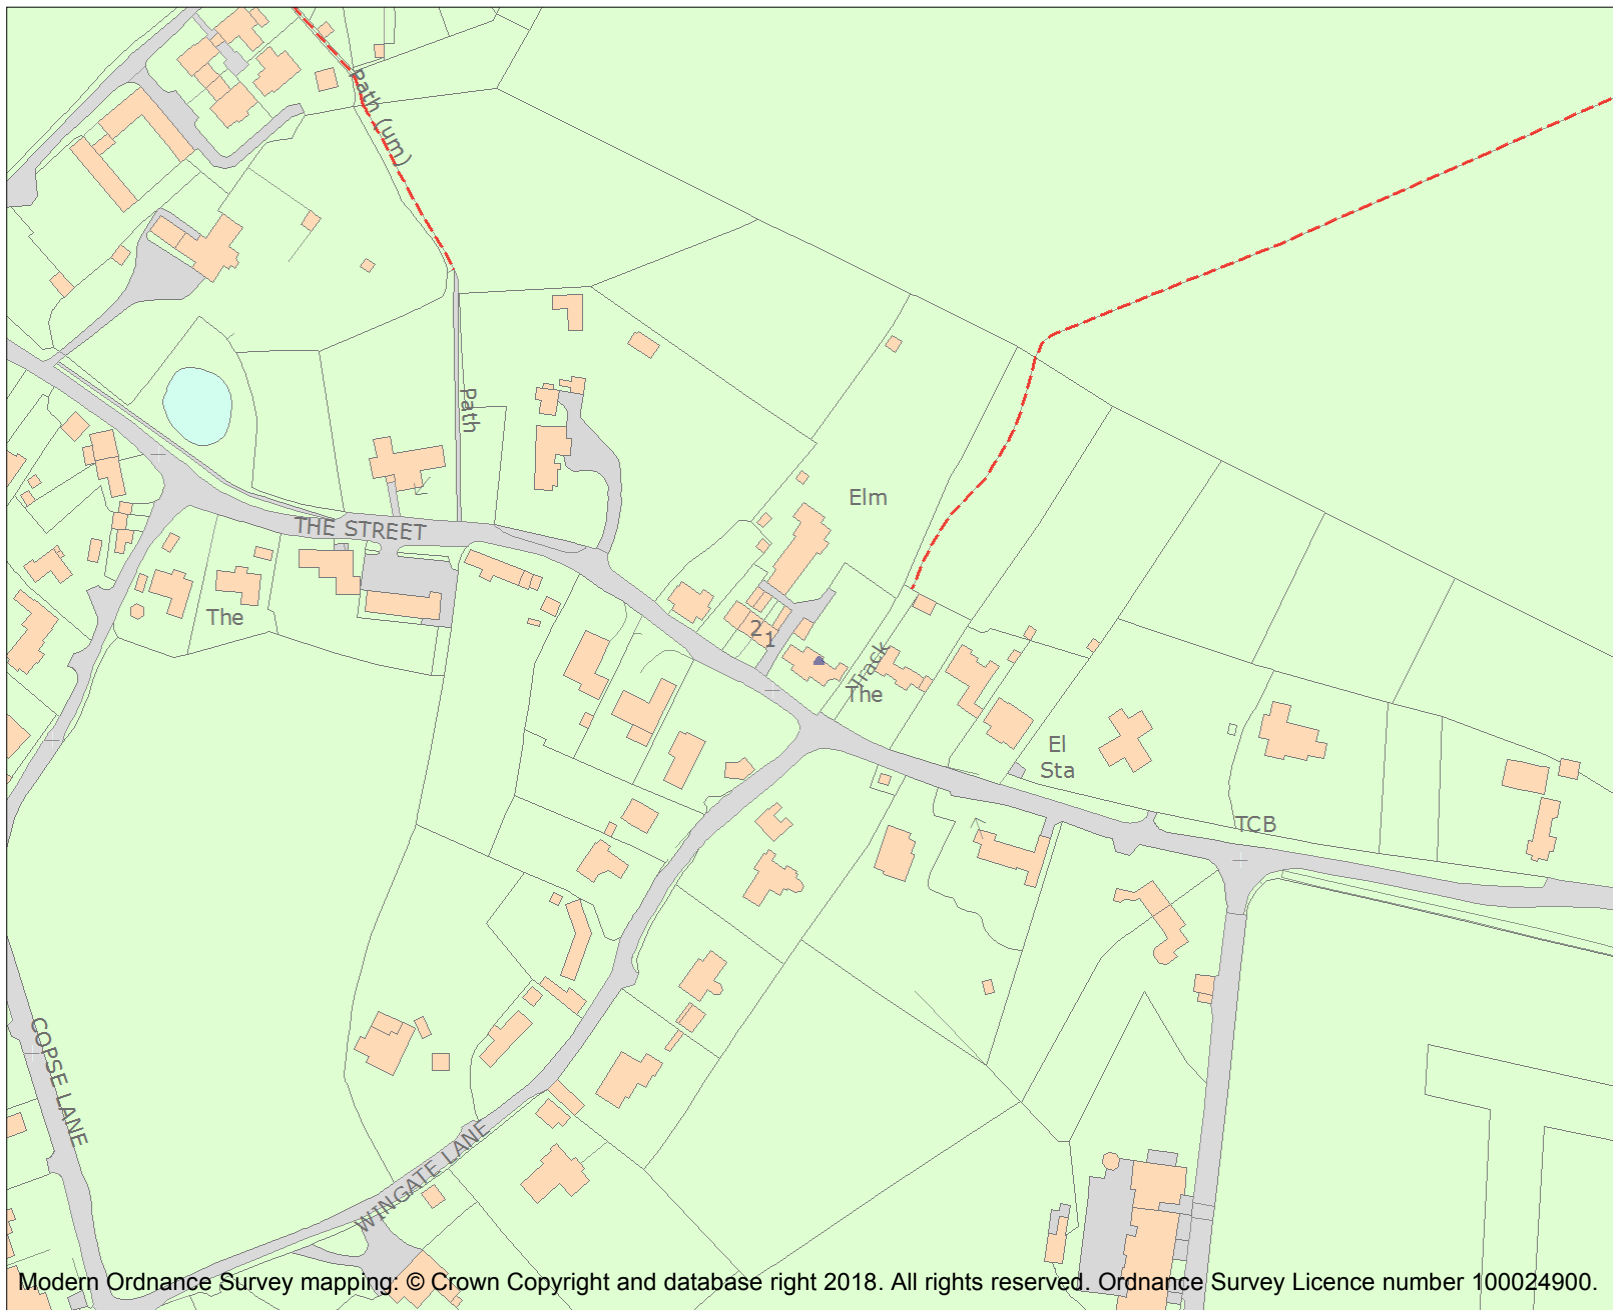 Path (um)
Path
Elm
THE STREET
The
2
1
Track
The
El
Sta
TCB
COPSE LANE
WINGATE LANE
Modern Ordnance Survey mapping: © Crown Copyright and database right 2018. All rights reserved. Ordnance Survey Licence number 100024900.